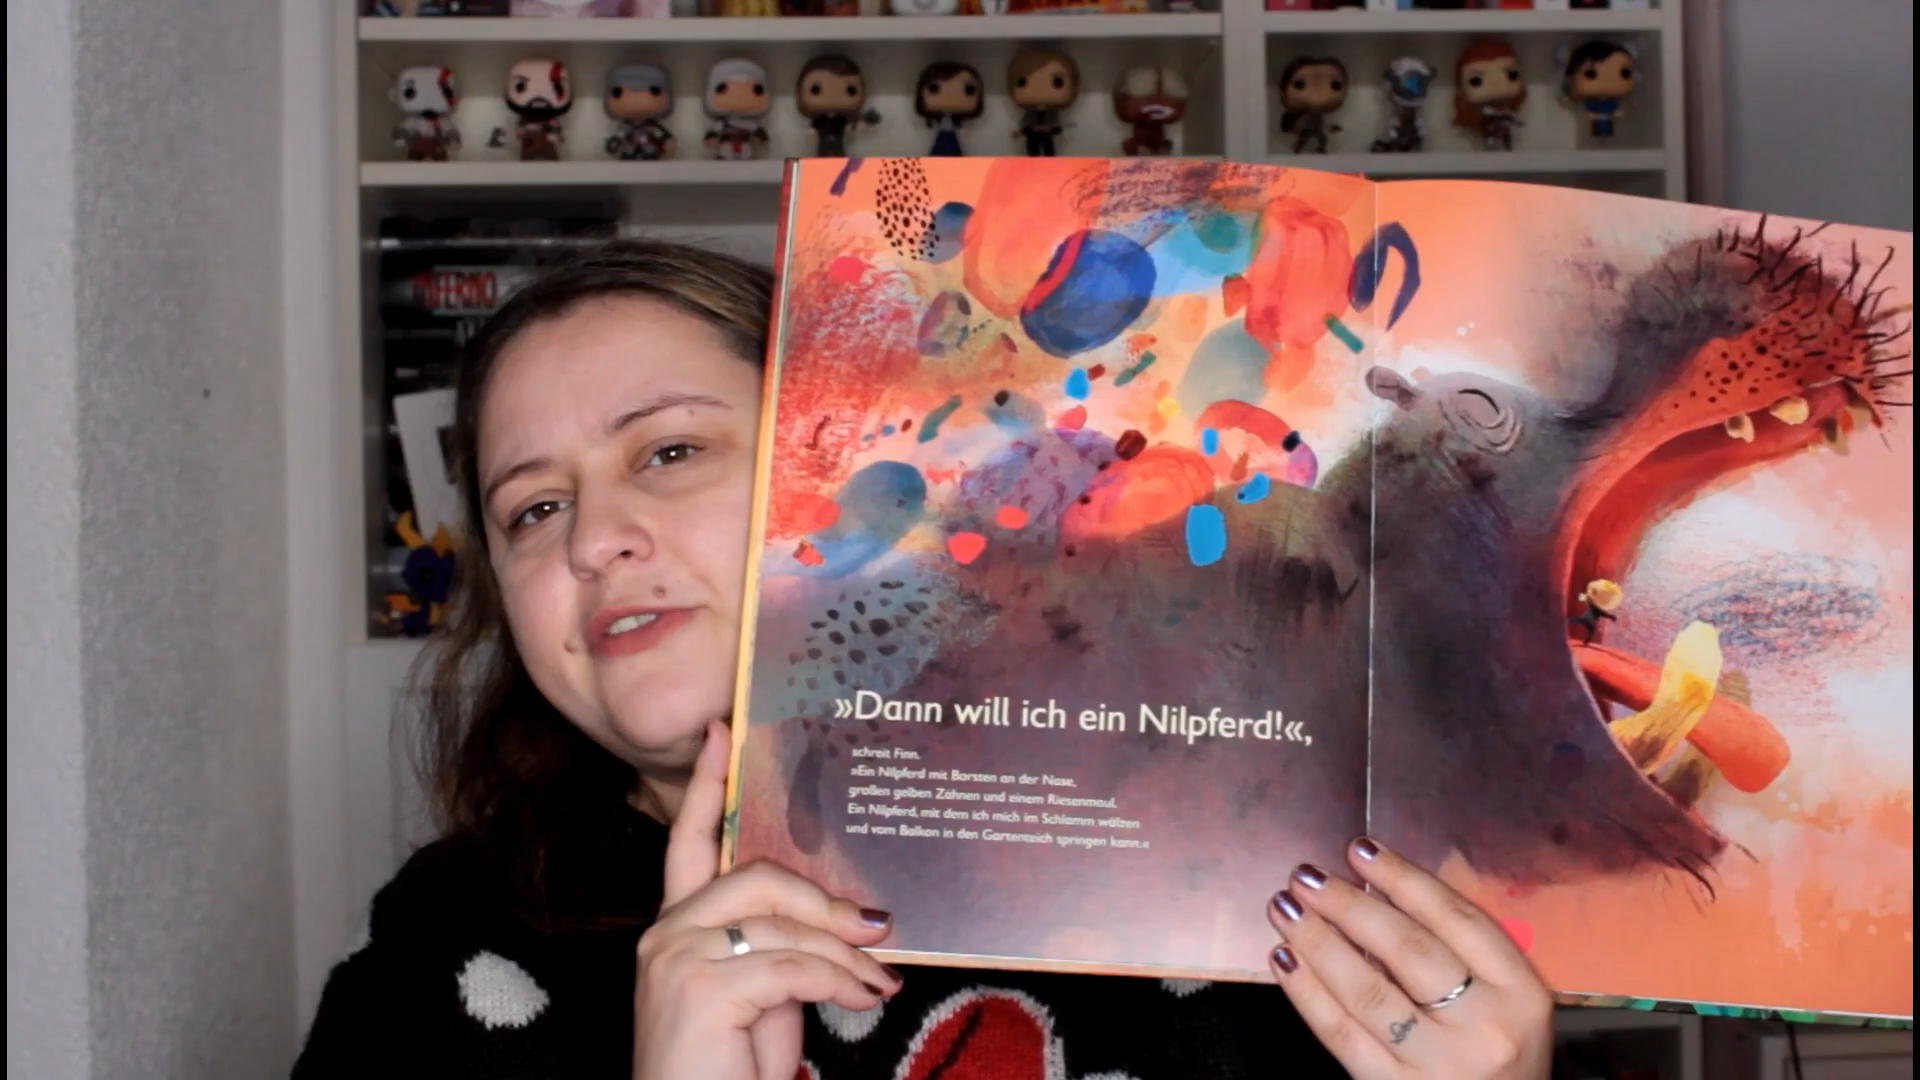 INFERNO
»Dann will ich ein Nilpferd!«,
schreit Finn.
»Ein Nilpferd mit Borsten an der Nase,
großen gelben Zähnen und einem Riesenmaul.
Ein Nilpferd, mit dem ich mich im Schlamm wälzen
und vom Balkon in den Gartenteich springen kann.«